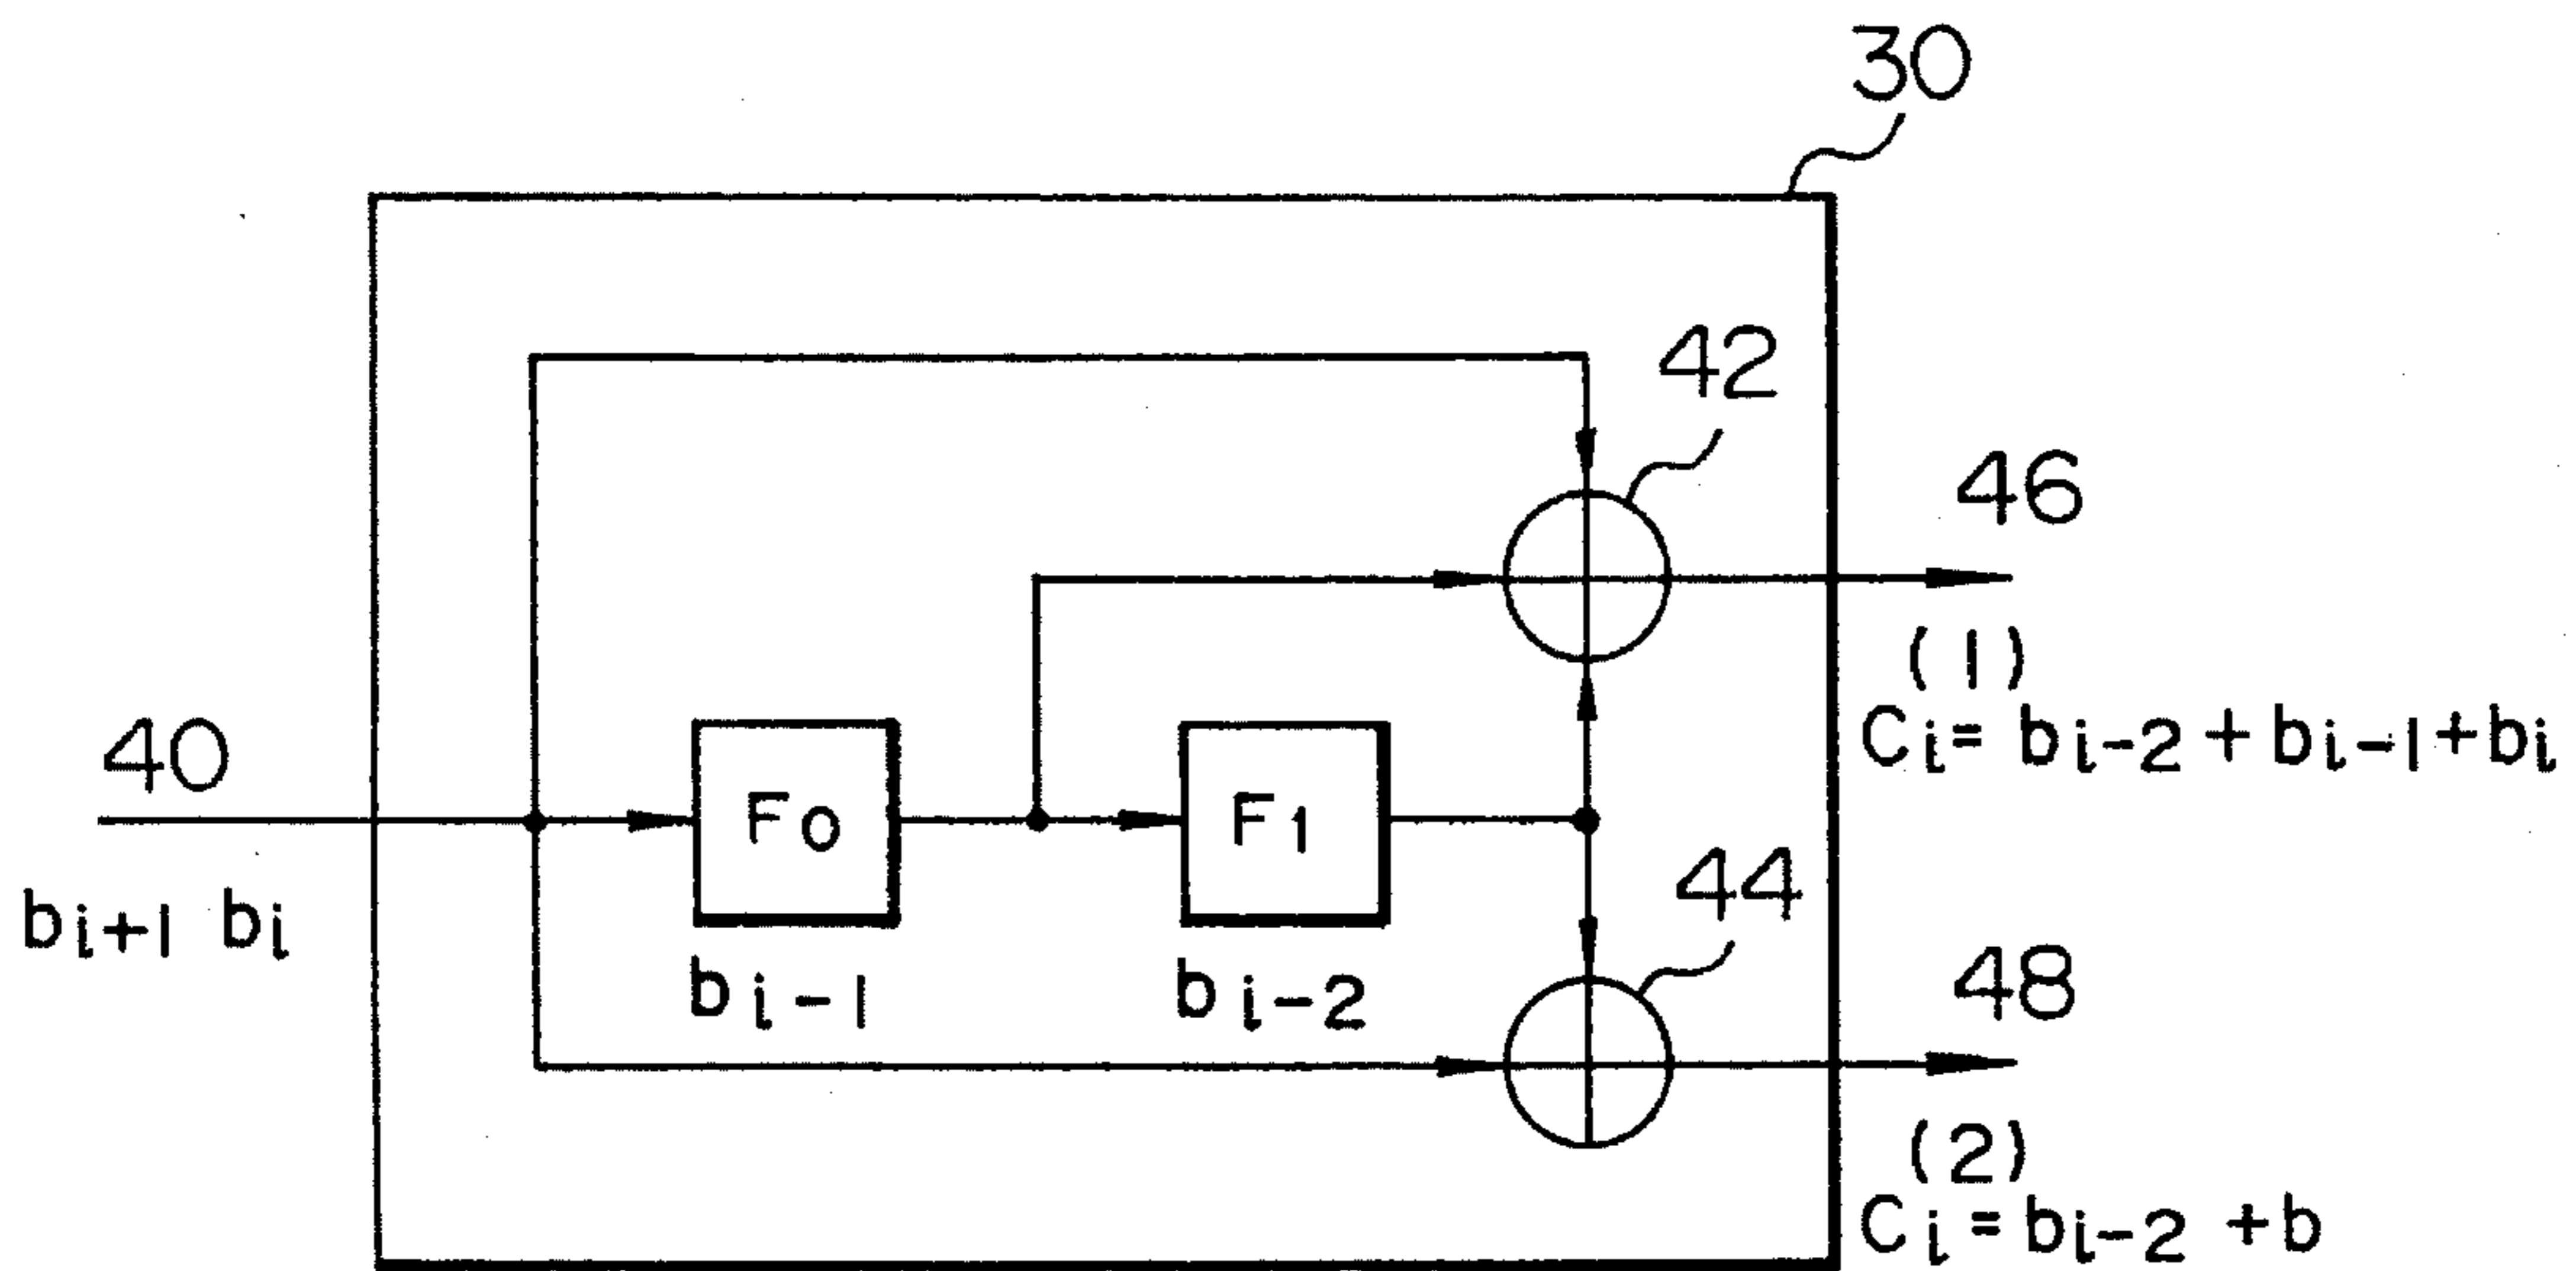 30
42
46
(1)
Ci = bi-2 + bi-1 + bi
40
F0
F1
bi+1 bi
bi-1
bi-2
44
48
(2)
Ci = bi-2 + b